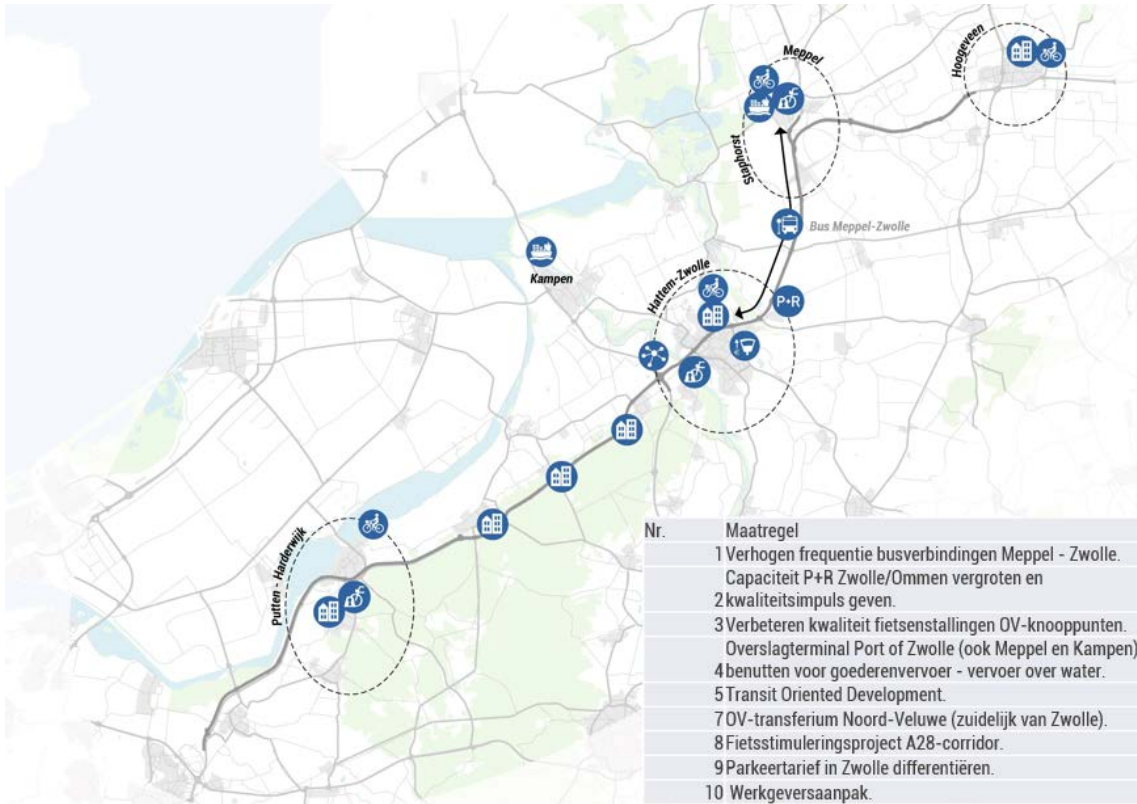 Meppel
Hoogeveen
Staphorst
Bus Meppel-Zwolle
Kampen
Hattem-Zwolle
P+R
Putten - Harderwijk
Nr. Maatregel
1 Verhogen frequentie busverbindingen Meppel - Zwolle.
Capaciteit P+R Zwolle/Ommen vergroten en
2 kwaliteitsimpuls geven.
3 Verbeteren kwaliteit fietsenstallingen OV-knooppunten.
Overslagterminal Port of Zwolle (ook Meppel en Kampen)
4 benutten voor goederenvervoer - vervoer over water.
5 Transit Oriented Development.
7 OV-transferium Noord-Veluwe (zuidelijk van Zwolle).
8 Fietsstimuleringsproject A28-corridor.
9 Parkeertarief in Zwolle differentiëren.
10 Werkgeversaanpak.